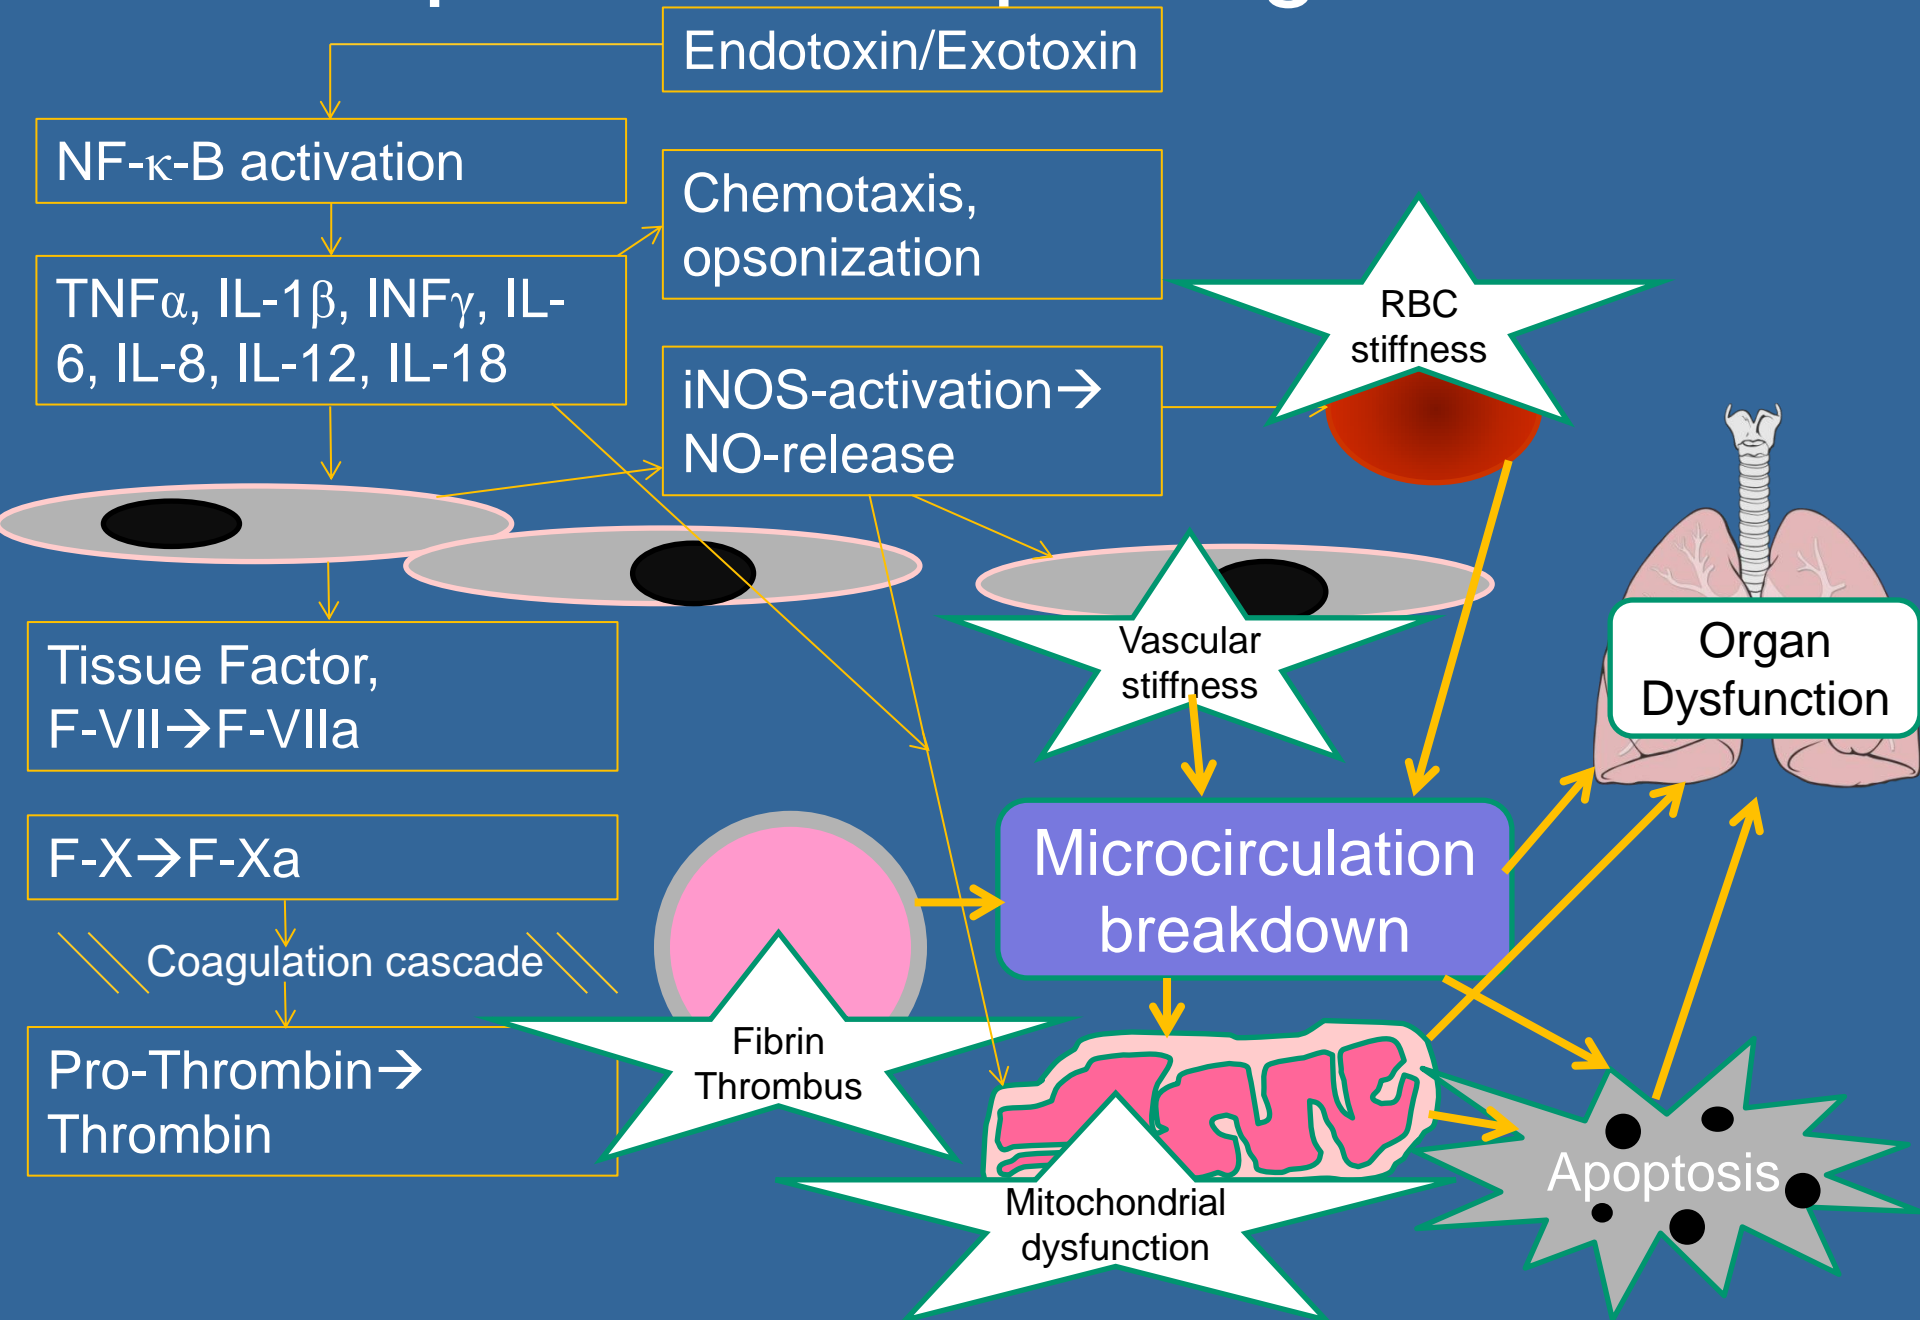 Endotoxin/Exotoxin
NF-κ-B activation
Chemotaxis,
opsonization
TNFα, IL-1β, INFγ, IL-
6, IL-8, IL-12, IL-18
RBC
stiffness
iNOS-activation→
NO-release
Vascular
stiffness
Organ
Dysfunction
Tissue Factor,
F-VII→F-VIIa
F-X→F-Xa
Microcirculation
breakdown
Coagulation cascade
Fibrin
Thrombus
Pro-Thrombin→
Thrombin
Mitochondrial
dysfunction
Apoptosis